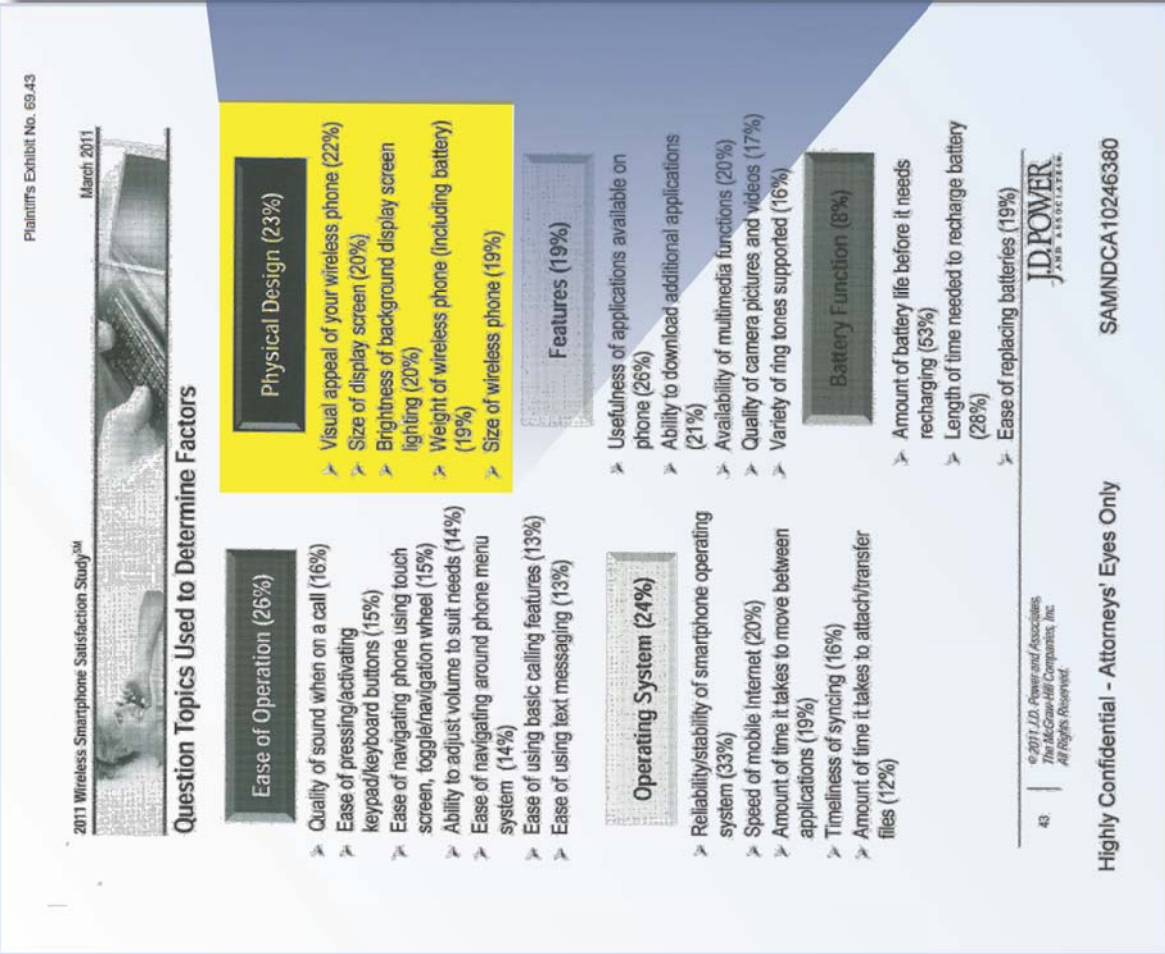 Plaintiff's Exhibit No. 69.43
2011 Wireless Smartphone Satisfaction Study℠
March 2011
Question Topics Used to Determine Factors
Ease of Operation (26%)
➢ Quality of sound when on a call (16%)
➢ Ease of pressing/activating
keypad/keyboard buttons (15%)
➢ Ease of navigating phone using touch
screen, toggle/navigation wheel (15%)
➢ Ability to adjust volume to suit needs (14%)
➢ Ease of navigating around phone menu
system (14%)
➢ Ease of using basic calling features (13%)
➢ Ease of using text messaging (13%)
Physical Design (23%)
➢ Visual appeal of your wireless phone (22%)
➢ Size of display screen (20%)
➢ Brightness of background display screen
lighting (20%)
➢ Weight of wireless phone (including battery)
(19%)
➢ Size of wireless phone (19%)
Operating System (24%)
➢ Reliability/stability of smartphone operating
system (33%)
➢ Speed of mobile Internet (20%)
➢ Amount of time it takes to move between
applications (19%)
➢ Timeliness of syncing (16%)
➢ Amount of time it takes to attach/transfer
files (12%)
Features (19%)
➢ Usefulness of applications available on
phone (26%)
➢ Ability to download additional applications
(21%)
➢ Availability of multimedia functions (20%)
➢ Quality of camera pictures and videos (17%)
➢ Variety of ring tones supported (16%)
Battery Function (8%)
➢ Amount of battery life before it needs
recharging (53%)
➢ Length of time needed to recharge battery
(28%)
➢ Ease of replacing batteries (19%)
43
©2011 J.D. Power and Associates,
The McGraw-Hill Companies, Inc.
All Rights Reserved.
J.D. POWER
AND ASSOCIATES.
Highly Confidential - Attorneys' Eyes Only
SAMNDCA10246380